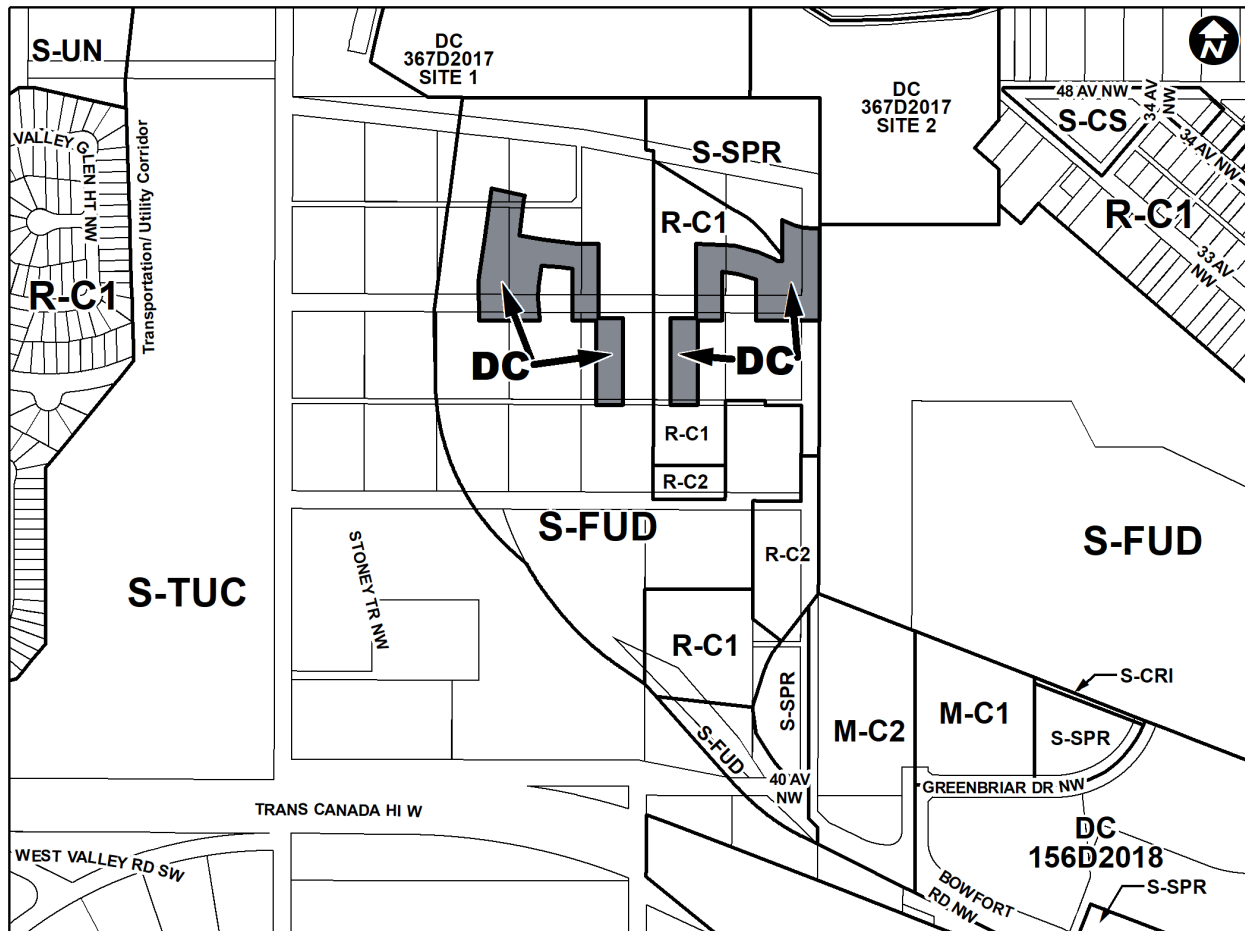 S-UN
DC
367D2017
SITE 1
N
DC
367D2017
SITE 2
48 AV NW
34 AV
NW
S-CS
34 AV NW
VALLEY GLEN HT NW
Transportation/ Utility Corridor
S-SPR
R-C1
R-C1
33 AV
NW
R-C1
DC
DC
R-C1
R-C2
S-FUD
S-FUD
STONEY TR NW
R-C2
S-TUC
R-C1
S-SPR
S-CRI
M-C2
M-C1
S-SPR
S-FUD
40 AV
NW
GREENBRIAR DR NW
TRANS CANADA HI W
DC
156D2018
WEST VALLEY RD SW
BOWFORT
RD NW
S-SPR